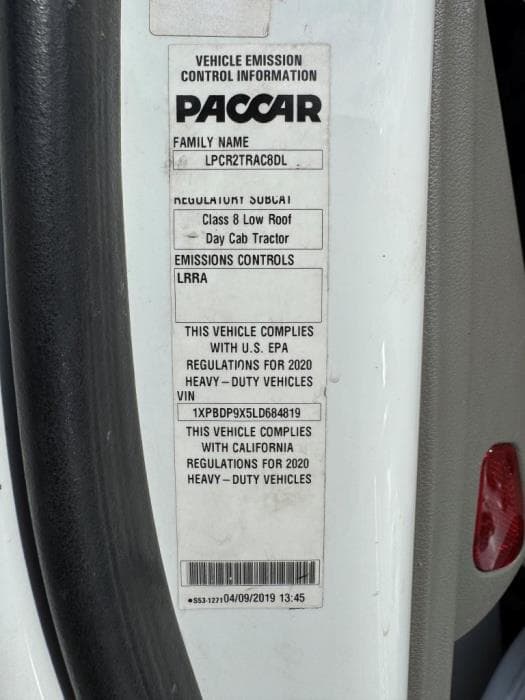 VEHICLE EMISSION
CONTROL INFORMATION
PACCAR
FAMILY NAME
LPCR2TRAC8DL
REGULATORY SUBCAT
Class 8 Low Roof
Day Cab Tractor
EMISSIONS CONTROLS
LRRA
THIS VEHICLE COMPLIES
WITH U.S. EPA
REGULATIONS FOR 2020
HEAVY-DUTY VEHICLES
VIN
1XPBDP9X5LD684819
THIS VEHICLE COMPLIES
WITH CALIFORNIA
REGULATIONS FOR 2020
HEAVY-DUTY VEHICLES
•S53-1271 04/09/2019 13:45